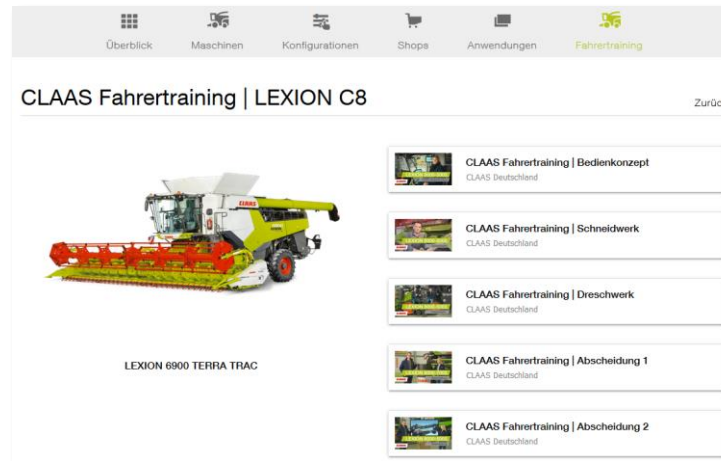 Überblick
Maschinen
Konfigurationen
Shops
Anwendungen
Fahrertraining
CLAAS Fahrertraining | LEXION C8
Zurüc
CLAAS
LEXION 6900 TERRA TRAC
CLAAS Fahrertraining | Bedienkonzept
CLAAS Deutschland
CLAAS Fahrertraining | Schneidwerk
CLAAS Deutschland
CLAAS Fahrertraining | Dreschwerk
CLAAS Deutschland
CLAAS Fahrertraining | Abscheidung 1
CLAAS Deutschland
CLAAS Fahrertraining | Abscheidung 2
CLAAS Deutschland